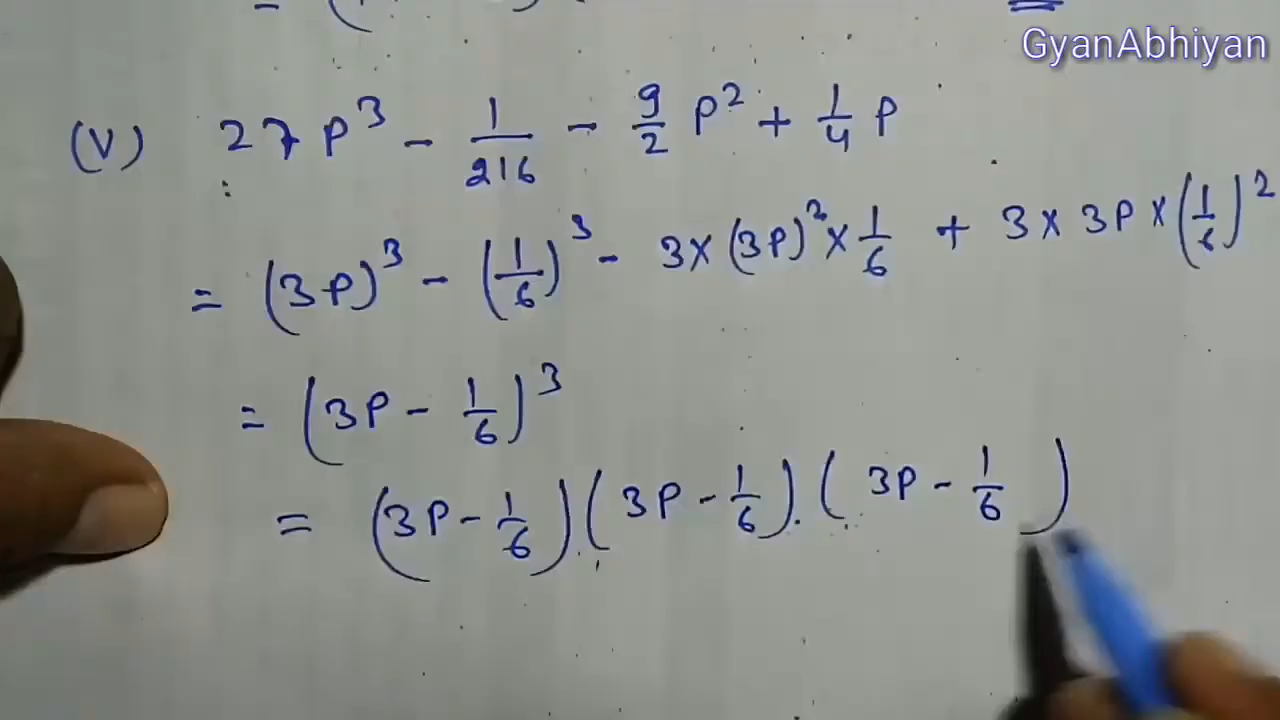 GyanAbhiyan
(V) 27P³ - 1/216 - 9/2 P² + 1/4 P
= (3P)³ - (1/6)³ - 3×(3P)²×1/6 + 3×3P×(1/6)²
= (3P - 1/6)³
= (3P - 1/6)(3P - 1/6).(3P - 1/6)